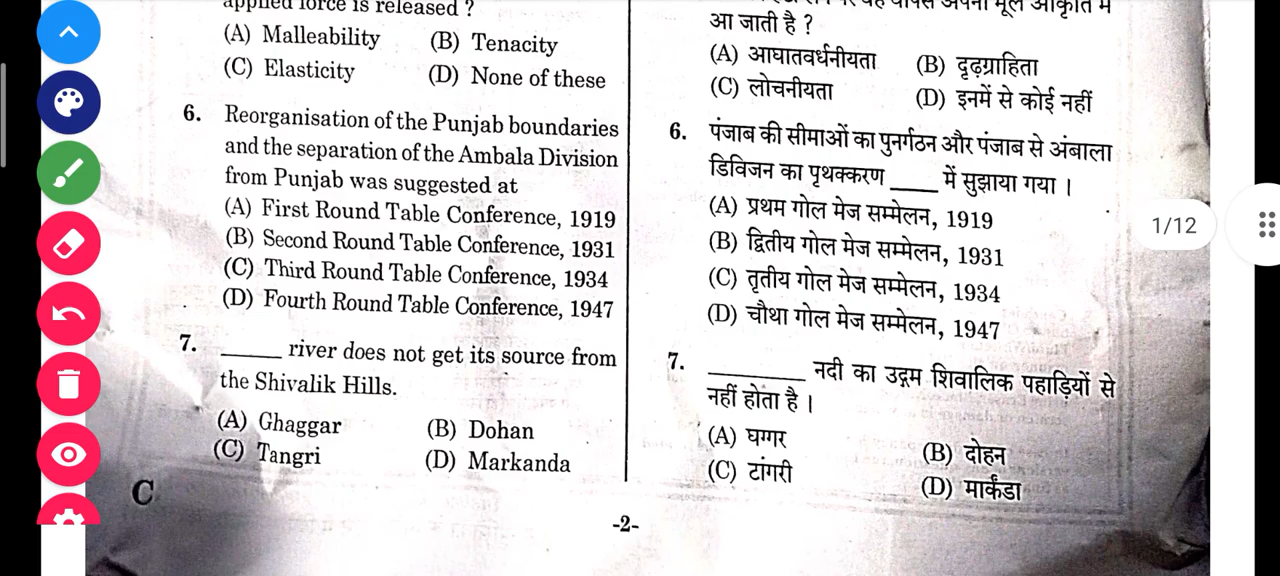 applied force is released ?
(A) Malleability (B) Tenacity
(C) Elasticity (D) None of these
6. Reorganisation of the Punjab boundaries
and the separation of the Ambala Division
from Punjab was suggested at
(A) First Round Table Conference, 1919
(B) Second Round Table Conference, 1931
(C) Third Round Table Conference, 1934
(D) Fourth Round Table Conference, 1947
7. _____ river does not get its source from
the Shivalik Hills.
(A) Ghaggar (B) Dohan
(C) Tangri (D) Markanda
C
वापस अपनी मूल आकृति में
आ जाती है ?
(A) आघातवर्धनीयता (B) दृढ़ग्राहिता
(C) लोचनीयता (D) इनमें से कोई नहीं
6. पंजाब की सीमाओं का पुनर्गठन और पंजाब से अंबाला
डिविजन का पृथक्करण ____ में सुझाया गया ।
(A) प्रथम गोल मेज सम्मेलन, 1919
(B) द्वितीय गोल मेज सम्मेलन, 1931
(C) तृतीय गोल मेज सम्मेलन, 1934
(D) चौथा गोल मेज सम्मेलन, 1947
7. ________ नदी का उद्गम शिवालिक पहाड़ियों से
नहीं होता है ।
(A) घग्गर (B) दोहन
(C) टांगरी (D) मार्कंडा
-2-
1/12